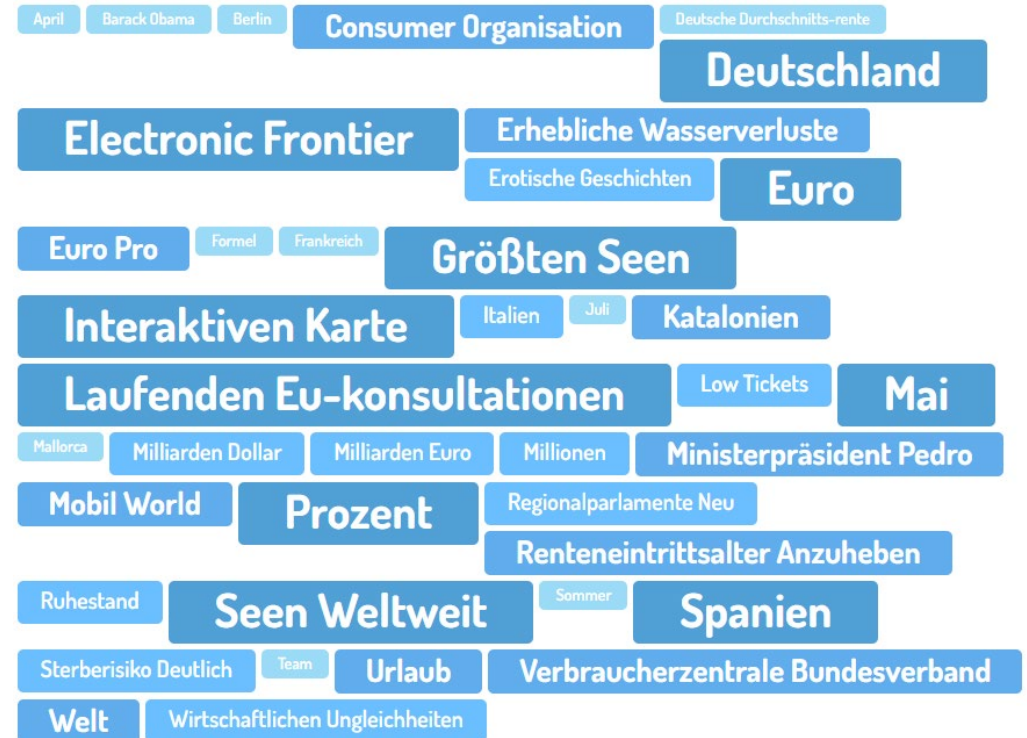 April Barack Obama Berlin Consumer Organisation Deutsche Durchschnitts-rente
Deutschland
Electronic Frontier Erhebliche Wasserverluste
Erotische Geschichten Euro
Euro Pro Formel Frankreich Größten Seen
Interaktiven Karte Italien Juli Katalonien
Laufenden Eu-konsultationen Low Tickets Mai
Mallorca Milliarden Dollar Milliarden Euro Millionen Ministerpräsident Pedro
Mobil World Prozent Regionalparlamente Neu
Renteneintrittsalter Anzuheben
Ruhestand Seen Weltweit Sommer Spanien
Sterberisiko Deutlich Team Urlaub Verbraucherzentrale Bundesverband
Welt Wirtschaftlichen Ungleichheiten